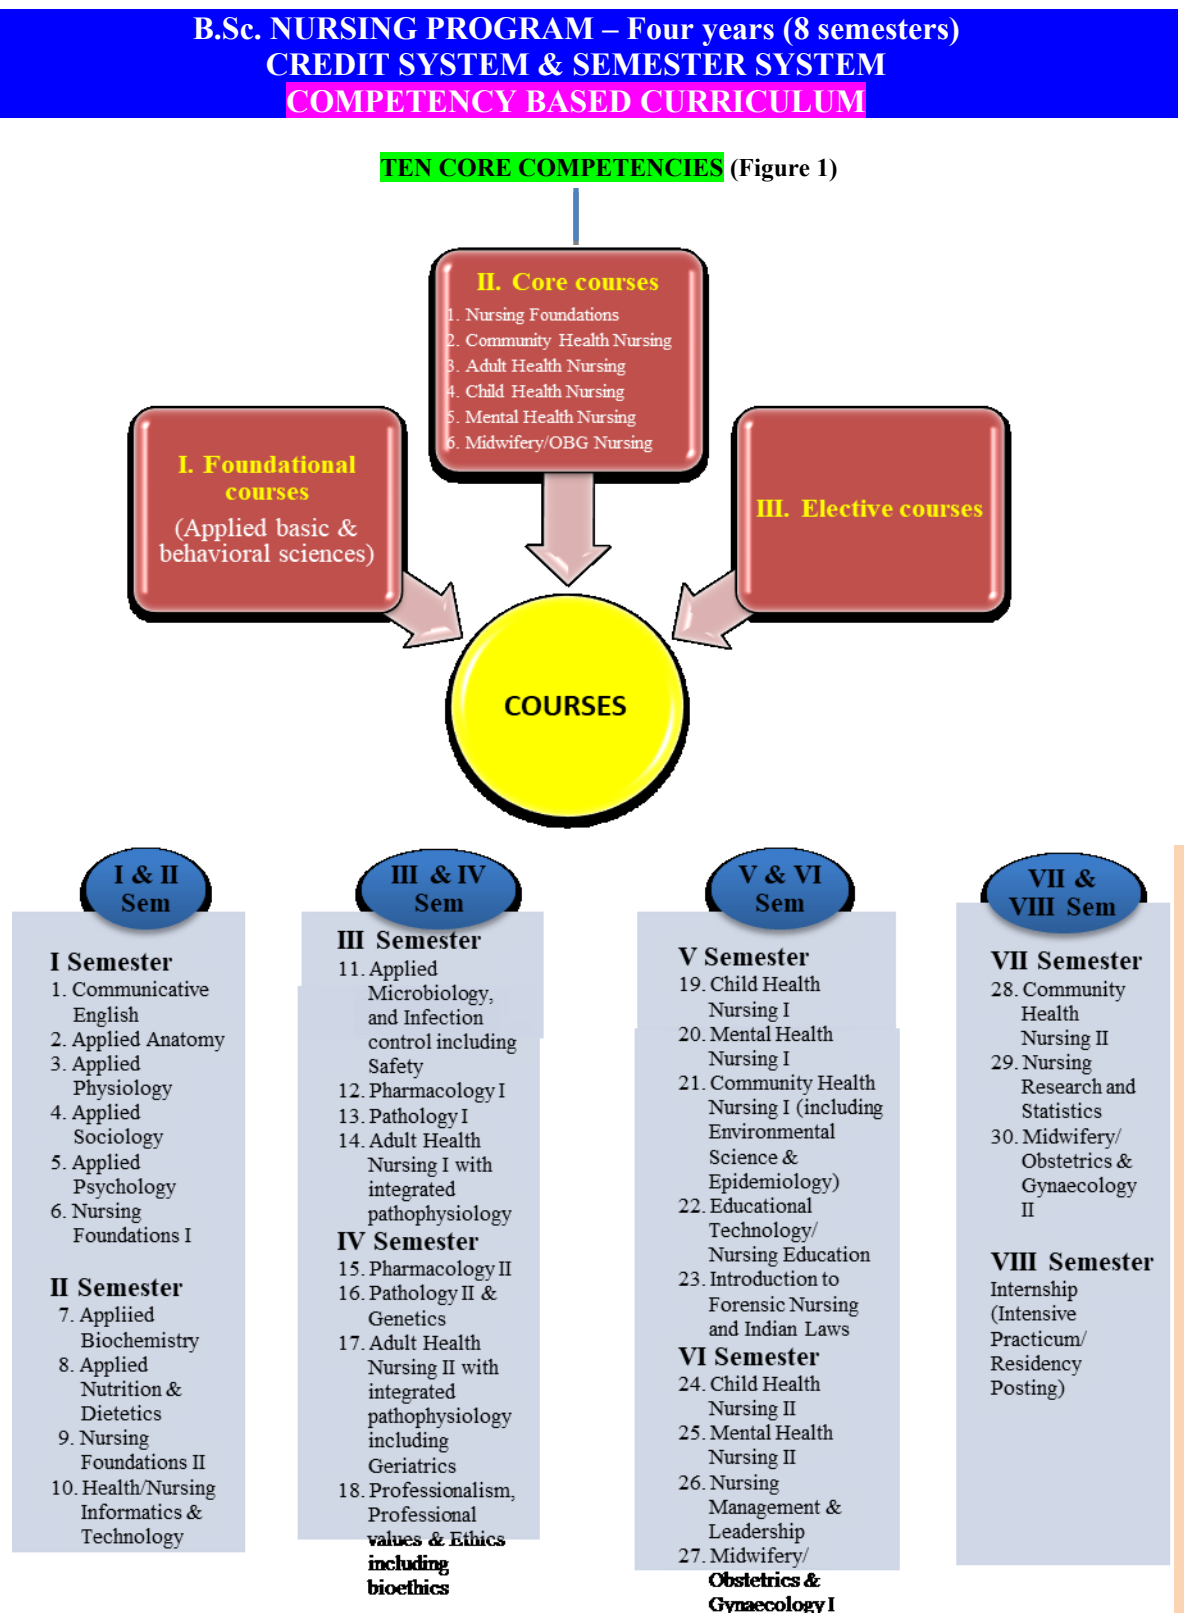 B.Sc. NURSING PROGRAM – Four years (8 semesters)
CREDIT SYSTEM & SEMESTER SYSTEM
COMPETENCY BASED CURRICULUM
TEN CORE COMPETENCIES (Figure 1)
II. Core courses
1. Nursing Foundations
2. Community Health Nursing
3. Adult Health Nursing
4. Child Health Nursing
5. Mental Health Nursing
6. Midwifery/OBG Nursing
I. Foundational
courses
(Applied basic &
behavioral sciences)
III. Elective courses
COURSES
I & II
Sem
I Semester
1. Communicative
English
2. Applied Anatomy
3. Applied
Physiology
4. Applied
Sociology
5. Applied
Psychology
6. Nursing
Foundations I
II Semester
7. Appliied
Biochemistry
8. Applied
Nutrition &
Dietetics
9. Nursing
Foundations II
10. Health/Nursing
Informatics &
Technology
III & IV
Sem
III Semester
11. Applied
Microbiology,
and Infection
control including
Safety
12. Pharmacology I
13. Pathology I
14. Adult Health
Nursing I with
integrated
pathophysiology
IV Semester
15. Pharmacology II
16. Pathology II &
Genetics
17. Adult Health
Nursing II with
integrated
pathophysiology
including
Geriatrics
18. Professionalism,
Professional
values & Ethics
including
bioethics
V & VI
Sem
V Semester
19. Child Health
Nursing I
20. Mental Health
Nursing I
21. Community Health
Nursing I (including
Environmental
Science &
Epidemiology)
22. Educational
Technology/
Nursing Education
23. Introduction to
Forensic Nursing
and Indian Laws
VI Semester
24. Child Health
Nursing II
25. Mental Health
Nursing II
26. Nursing
Management &
Leadership
27. Midwifery/
Obstetrics &
Gynaecology I
VII &
VIII Sem
VII Semester
28. Community
Health
Nursing II
29. Nursing
Research and
Statistics
30. Midwifery/
Obstetrics &
Gynaecology
II
VIII Semester
Internship
(Intensive
Practicum/
Residency
Posting)